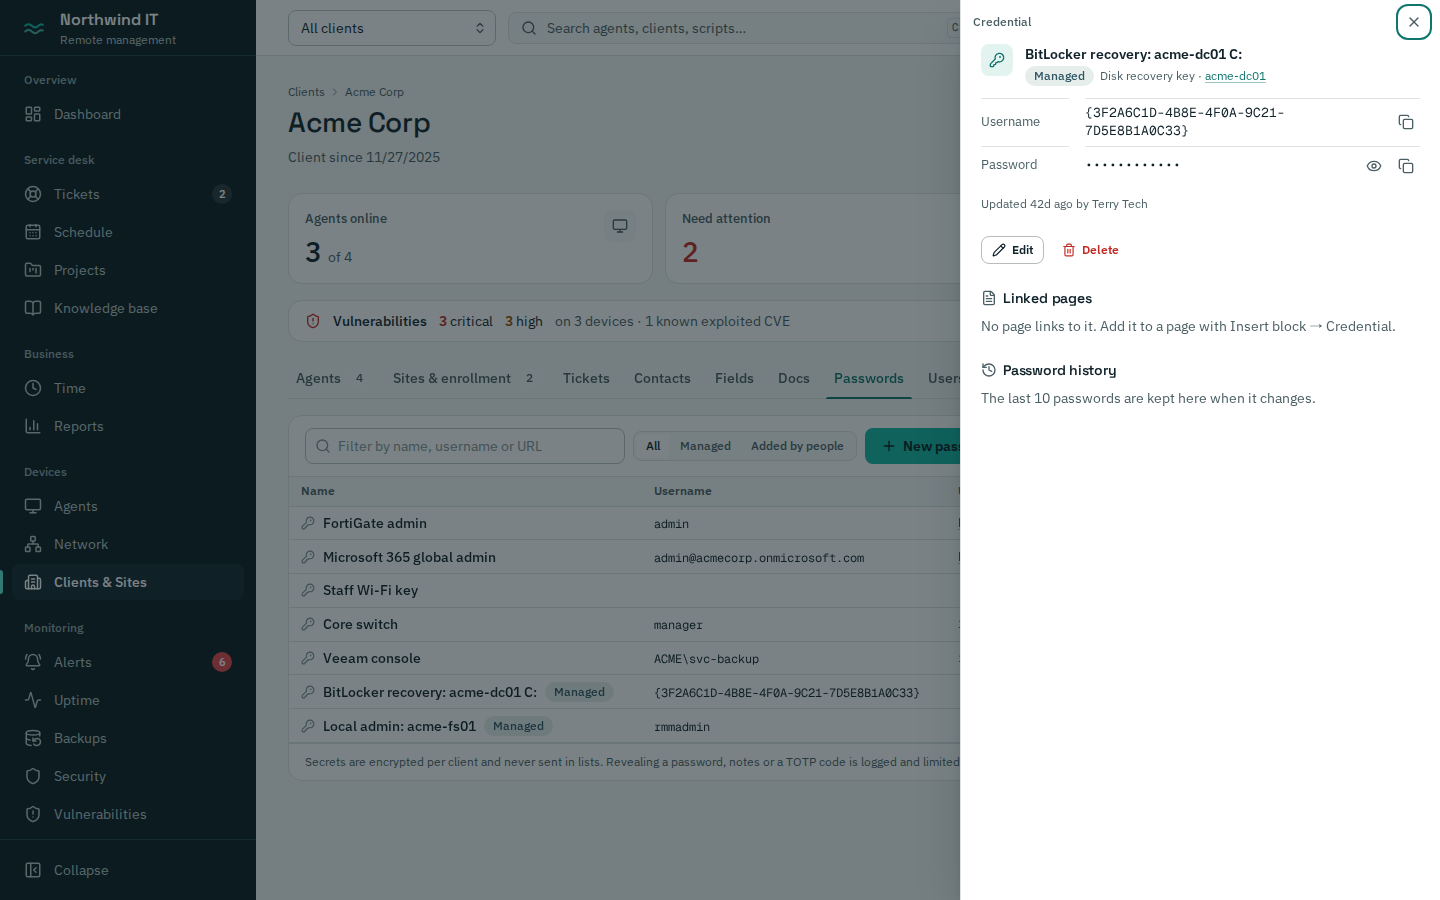 Northwind IT
Remote management
Overview
Dashboard
Service desk
Tickets 2
Schedule
Projects
Knowledge base
Business
Time
Reports
Devices
Agents
Network
Clients & Sites
Monitoring
Alerts 6
Uptime
Backups
Security
Vulnerabilities
Collapse
All clients
Search agents, clients, scripts...
Clients > Acme Corp
Acme Corp
Client since 11/27/2025
Agents online
3 of 4
Need attention
2
Vulnerabilities 3 critical 3 high on 3 devices · 1 known exploited CVE
Agents 4 Sites & enrollment 2 Tickets Contacts Fields Docs Passwords Users
Filter by name, username or URL
All Managed Added by people
+ New
Name Username
FortiGate admin admin
Microsoft 365 global admin admin@acmecorp.onmicrosoft.com
Staff Wi-Fi key
Core switch manager
Veeam console ACME\svc-backup
BitLocker recovery: acme-dc01 C: Managed {3F2A6C1D-4B8E-4F0A-9C21-7D5E8B1A0C33}
Local admin: acme-fs01 Managed rmmadmin
Secrets are encrypted per client and never sent in lists. Revealing a password, notes or a TOTP code is logged and limited
Credential
BitLocker recovery: acme-dc01 C:
Managed Disk recovery key · acme-dc01
Username {3F2A6C1D-4B8E-4F0A-9C21-
7D5E8B1A0C33}
Password ••••••••••••
Updated 42d ago by Terry Tech
Edit Delete
Linked pages
No page links to it. Add it to a page with Insert block → Credential.
Password history
The last 10 passwords are kept here when it changes.